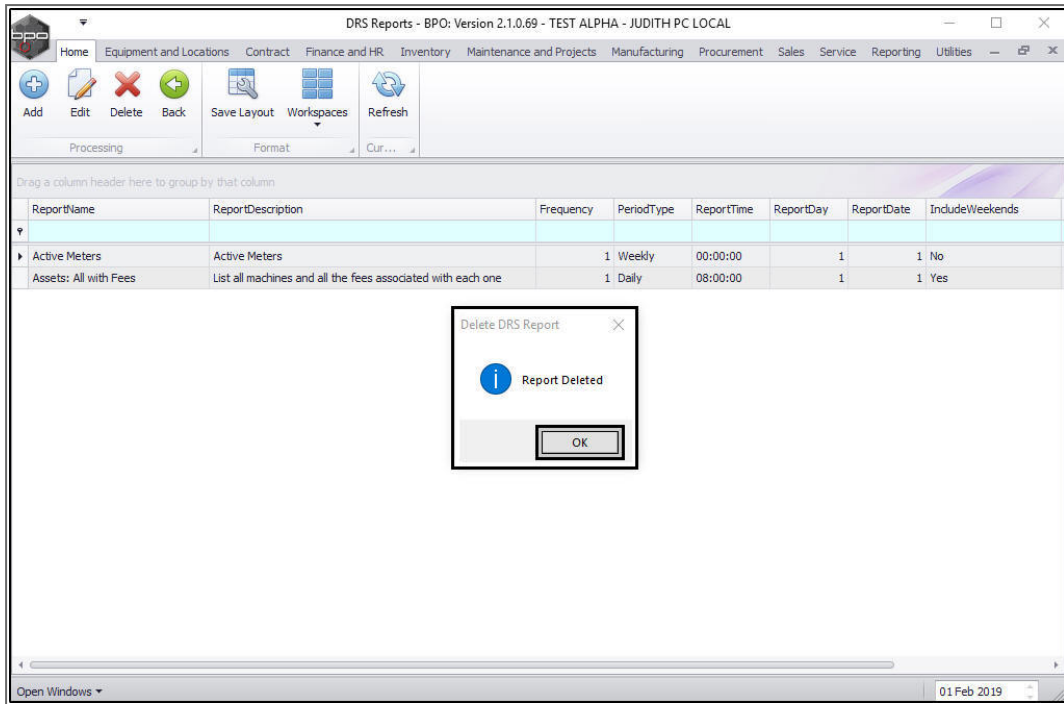 bpo
DRS Reports - BPO: Version 2.1.0.69 - TEST ALPHA - JUDITH PC LOCAL
Home Equipment and Locations Contract Finance and HR Inventory Maintenance and Projects Manufacturing Procurement Sales Service Reporting Utilities
Add Edit Delete Back Save Layout Workspaces Refresh
Processing Format Cur...
Drag a column header here to group by that column
ReportName ReportDescription Frequency PeriodType ReportTime ReportDay ReportDate IncludeWeekends
Active Meters Active Meters 1 Weekly 00:00:00 1 1 No
Assets: All with Fees List all machines and all the fees associated with each one 1 Daily 08:00:00 1 1 Yes
Delete DRS Report
Report Deleted
OK
Open Windows 01 Feb 2019